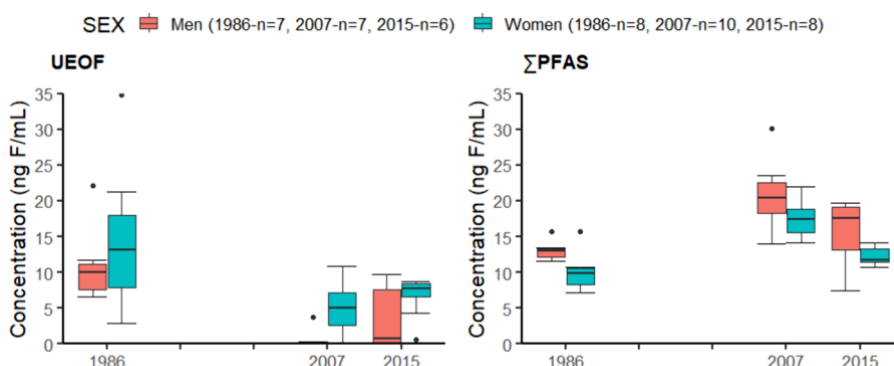 SEX Men (1986-n=7, 2007-n=7, 2015-n=6) Women (1986-n=8, 2007-n=10, 2015-n=8)
UEOF
Concentration (ng F/mL)
35
30
25
20
15
10
5
0
1986 2007 2015
∑PFAS
Concentration (ng F/mL)
35
30
25
20
15
10
5
0
1986 2007 2015